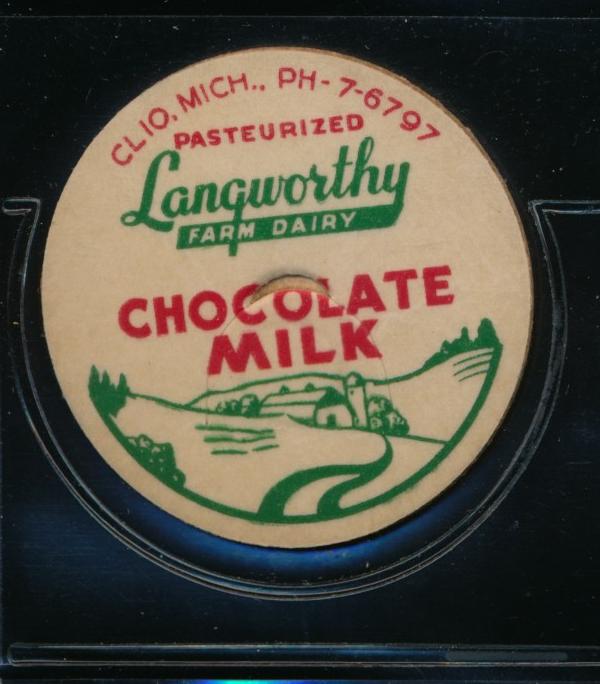 CLIO, MICH., PH-7-6797
PASTEURIZED
Langworthy
FARM DAIRY
CHOCOLATE
MILK